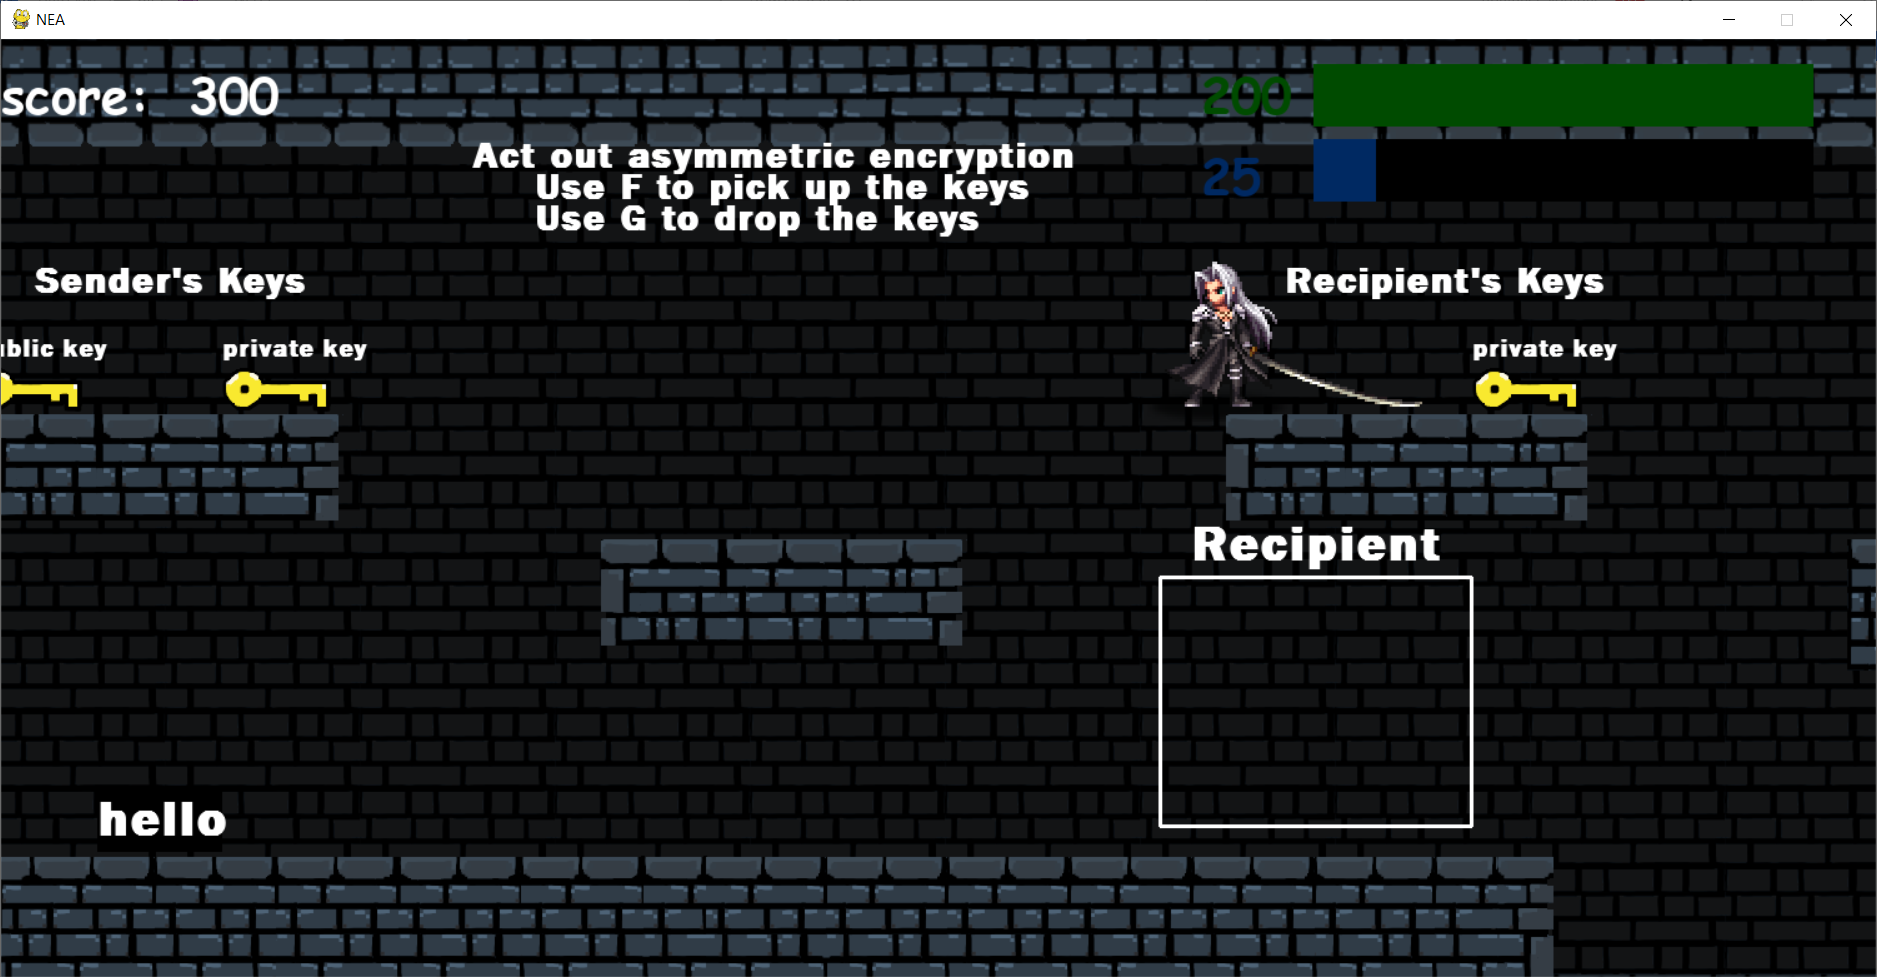 NEA
score: 300
200
Act out asymmetric encryption
25
Use F to pick up the keys
Use G to drop the keys
Sender's Keys
Recipient's Keys
key
private key
private key
Recipient
hello